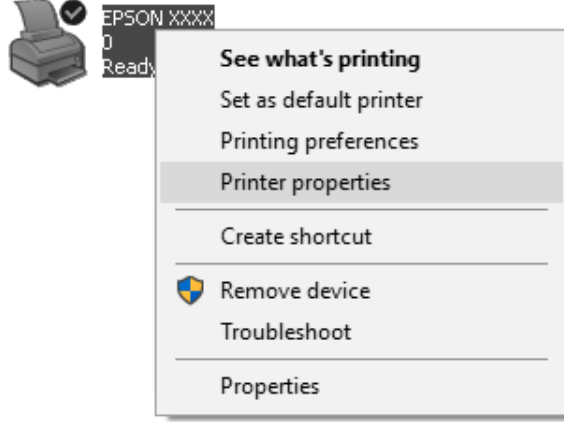 EPSON XXXX
0
Ready
See what's printing
Set as default printer
Printing preferences
Printer properties
Create shortcut
Remove device
Troubleshoot
Properties